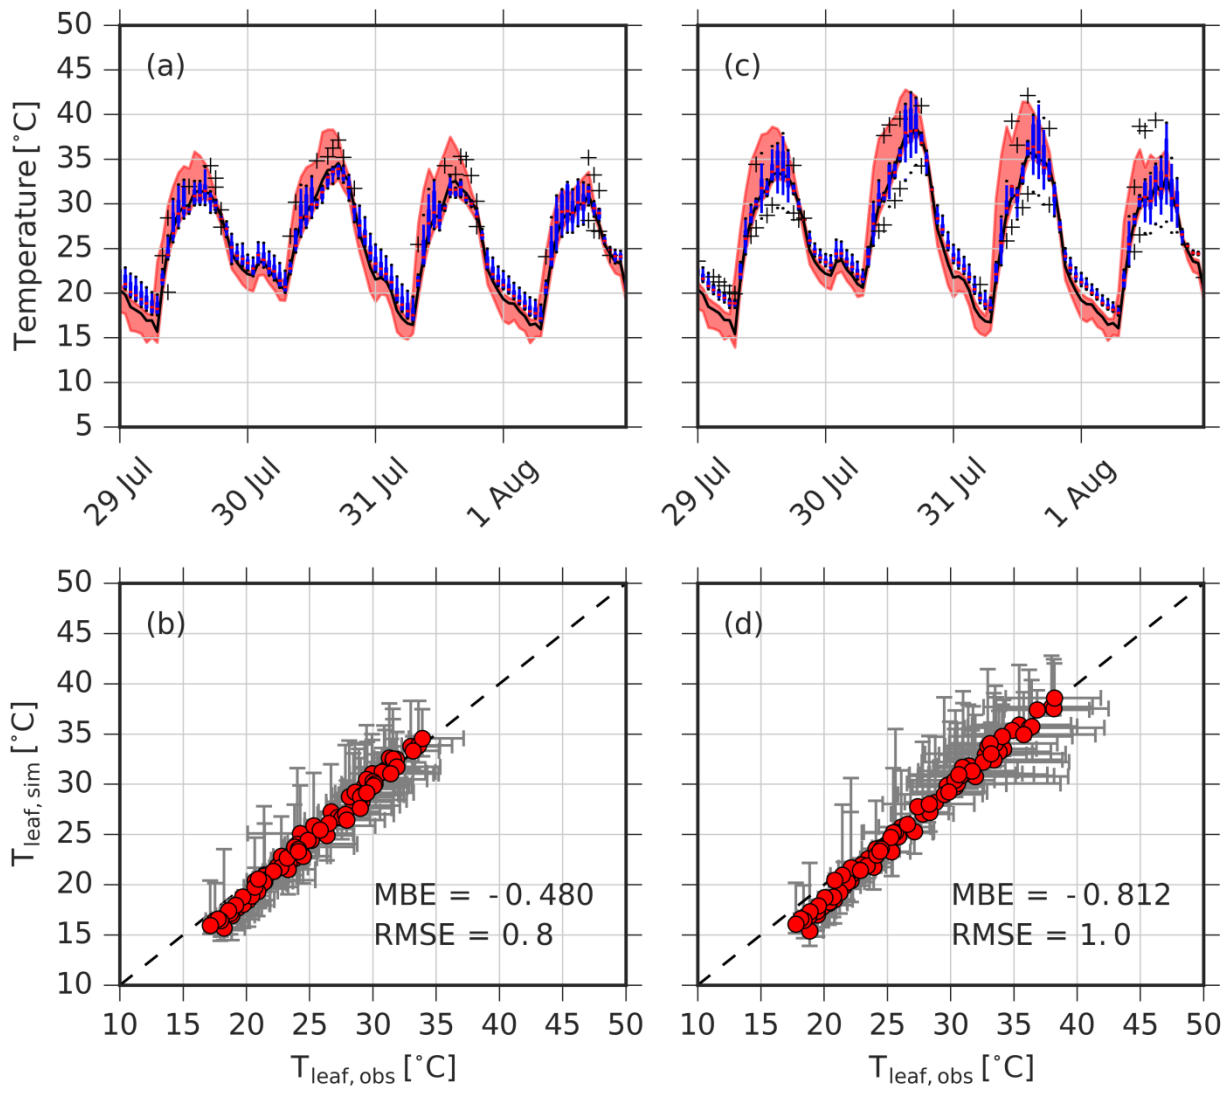 50
45
40
35
30
25
20
15
10
5
Temperature [°C]
(a)
29 Jul
30 Jul
31 Jul
1 Aug
(c)
29 Jul
30 Jul
31 Jul
1 Aug
50
45
40
35
30
25
20
15
10
T leaf, sim [°C]
(b)
MBE = -0.480
RMSE = 0.8
10 15 20 25 30 35 40 45 50
T leaf, obs [°C]
(d)
MBE = -0.812
RMSE = 1.0
10 15 20 25 30 35 40 45 50
T leaf, obs [°C]